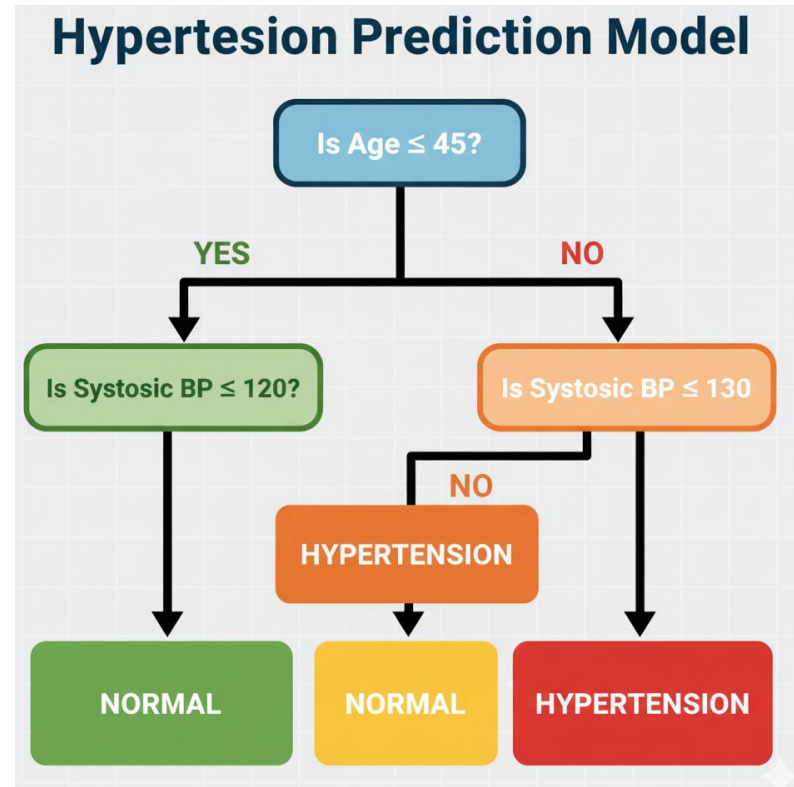 Hypertesion Prediction Model
Is Age ≤ 45?
YES
NO
Is Systosic BP ≤ 120?
Is Systosic BP ≤ 130
NO
HYPERTENSION
NORMAL
NORMAL
HYPERTENSION